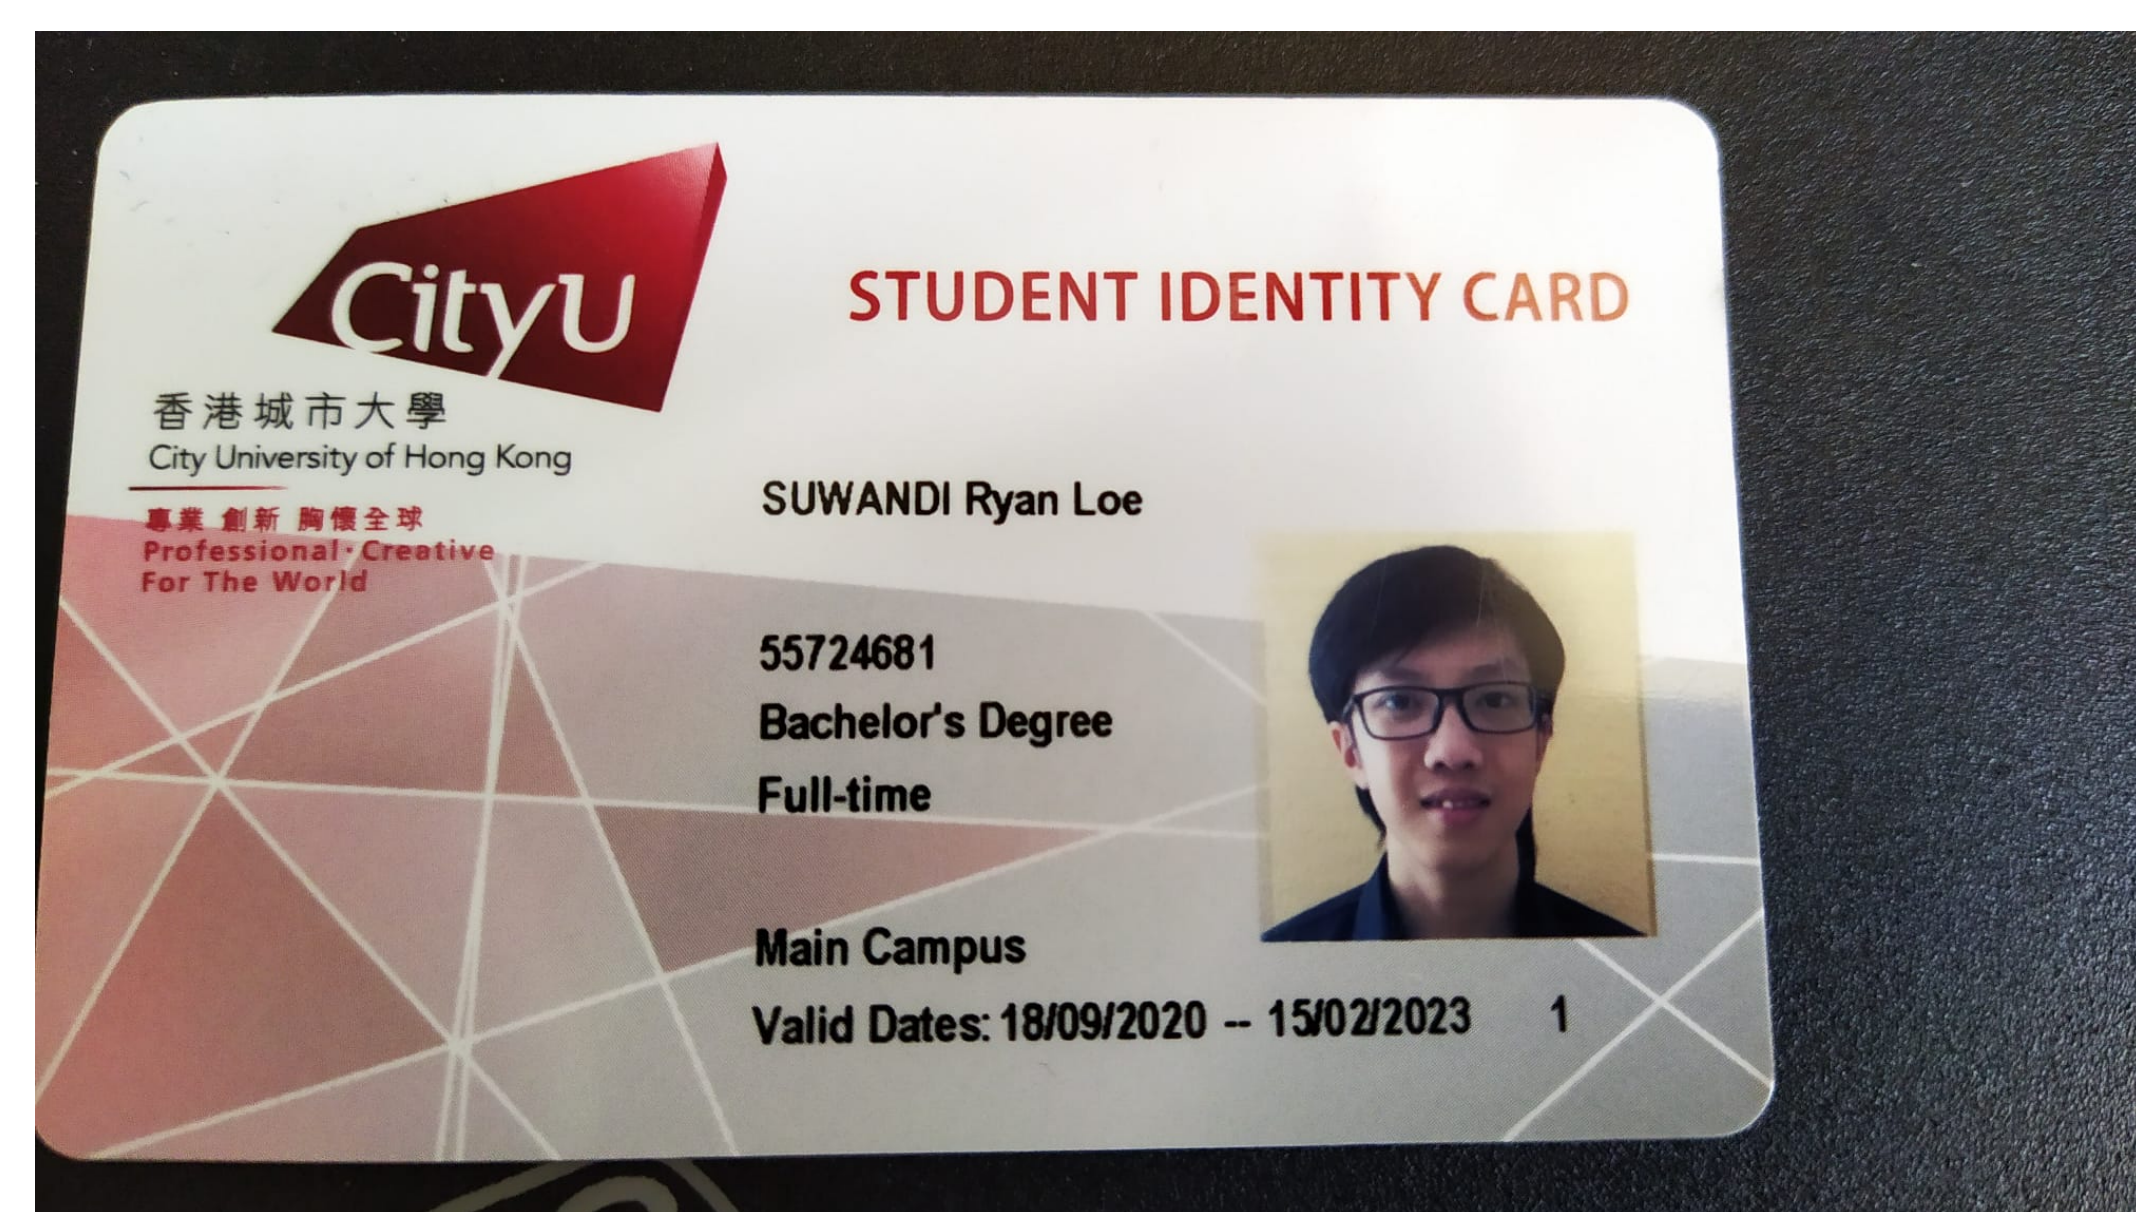 CityU
STUDENT IDENTITY CARD
香港城市大學
City University of Hong Kong
專業 創新 胸懷全球
Professional · Creative
For The World
SUWANDI Ryan Loe
55724681
Bachelor's Degree
Full-time
Main Campus
Valid Dates: 18/09/2020 -- 15/02/2023 1